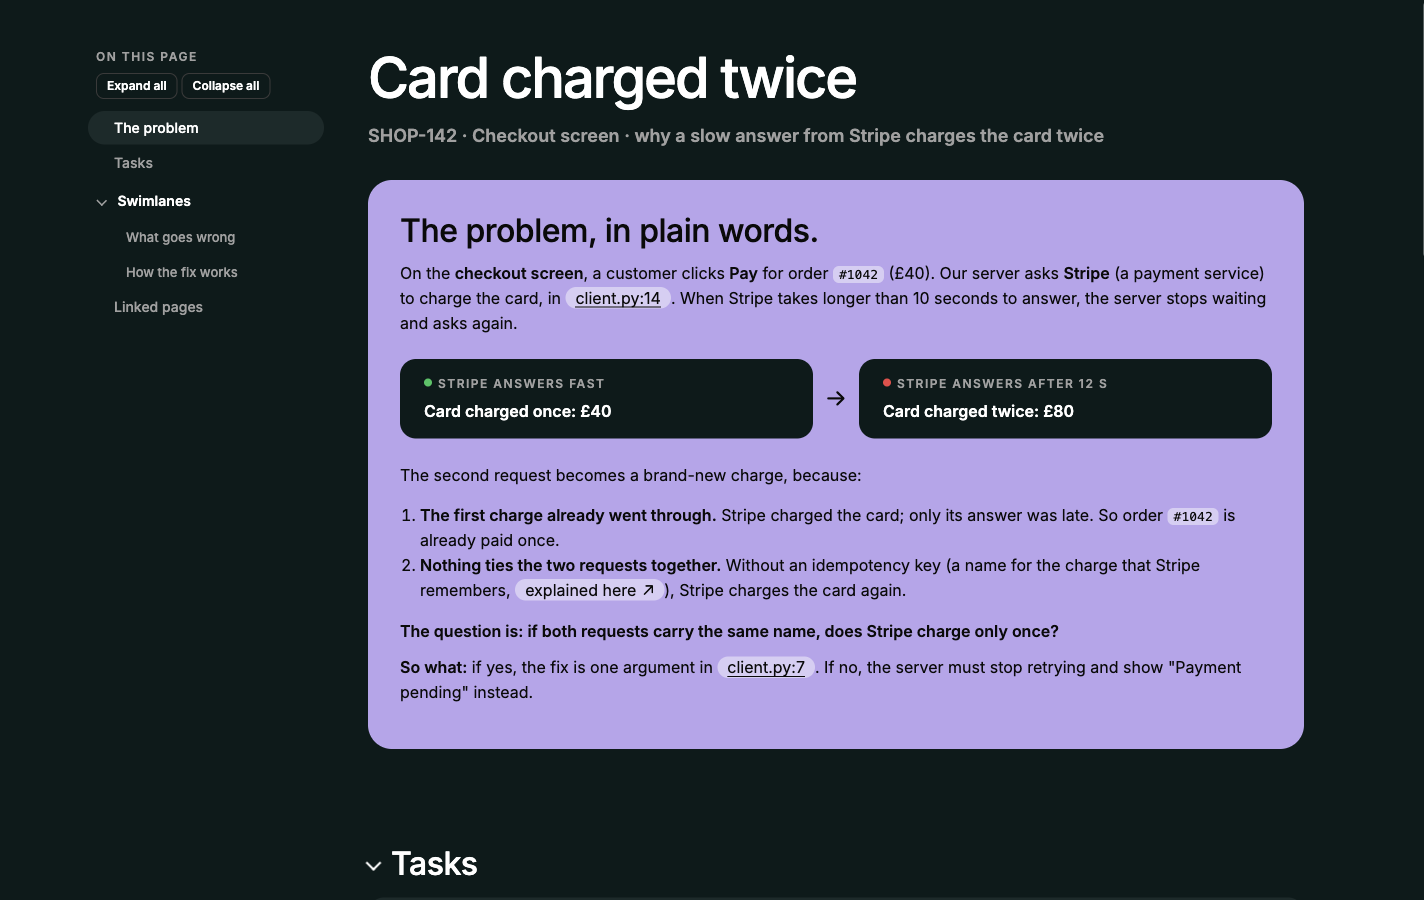 ON THIS PAGE
Expand all
Collapse all
The problem
Tasks
Swimlanes
What goes wrong
How the fix works
Linked pages
Card charged twice
SHOP-142 · Checkout screen · why a slow answer from Stripe charges the card twice
The problem, in plain words.
On the checkout screen, a customer clicks Pay for order #1042 (£40). Our server asks Stripe (a payment service)
to charge the card, in client.py:14. When Stripe takes longer than 10 seconds to answer, the server stops waiting
and asks again.
STRIPE ANSWERS FAST
Card charged once: £40
→
STRIPE ANSWERS AFTER 12 S
Card charged twice: £80
The second request becomes a brand-new charge, because:
1. The first charge already went through. Stripe charged the card; only its answer was late. So order #1042 is
already paid once.
2. Nothing ties the two requests together. Without an idempotency key (a name for the charge that Stripe
remembers, explained here ↗), Stripe charges the card again.
The question is: if both requests carry the same name, does Stripe charge only once?
So what: if yes, the fix is one argument in client.py:7. If no, the server must stop retrying and show "Payment
pending" instead.
Tasks